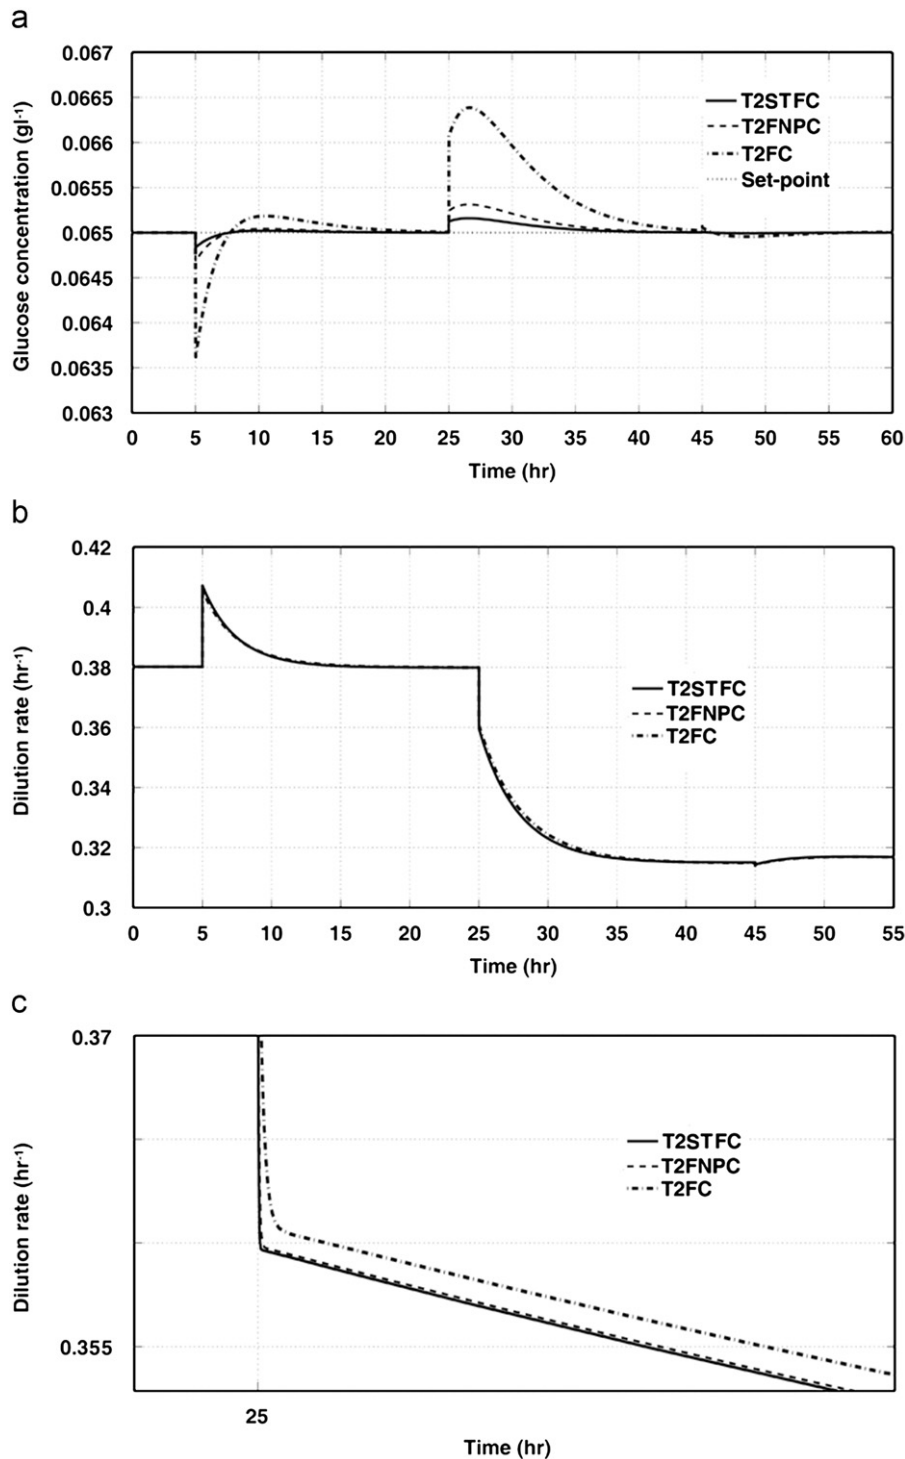 a
0.067
0.0665
0.066
0.0655
0.065
0.0645
0.064
0.0635
0.063
Glucose concentration (gl-1)
T2STFC
T2FNPC
T2FC
Set-point
0 5 10 15 20 25 30 35 40 45 50 55 60
Time (hr)
b
0.42
0.4
0.38
0.36
0.34
0.32
0.3
Dilution rate (hr-1)
T2STFC
T2FNPC
T2FC
0 5 10 15 20 25 30 35 40 45 50 55
Time (hr)
c
0.37
0.355
Dilution rate (hr-1)
T2STFC
T2FNPC
T2FC
25
Time (hr)